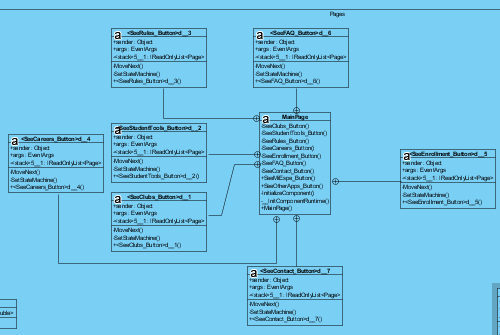 Pages
<SeeRules_Button>d__3
+sender: Object
+args: EventArgs
-<stack>5__1: IReadOnlyList<Page>
-MoveNext()
-SetStateMachine()
+<SeeRules_Button>d__3()
<SeeFAQ_Button>d__6
+sender: Object
+args: EventArgs
-<stack>5__1: IReadOnlyList<Page>
-MoveNext()
-SetStateMachine()
+<SeeFAQ_Button>d__6()
MainPage
-SeeClubs_Button()
-SeeStudentTools_Button()
-SeeRules_Button()
-SeeCareers_Button()
-SeeEnrollment_Button()
-SeeFAQ_Button()
-SeeContact_Button()
-SeeOtherApps_Button()
-InitializeComponent()
-__InitComponentRuntime()
+MainPage()
<SeeStudentTools_Button>d__2
+sender: Object
+args: EventArgs
-<stack>5__1: IReadOnlyList<Page>
-MoveNext()
-SetStateMachine()
+<SeeStudentTools_Button>d__2()
<SeeCareers_Button>d__4
+sender: Object
+args: EventArgs
-<stack>5__1: IReadOnlyList<Page>
-MoveNext()
-SetStateMachine()
+<SeeCareers_Button>d__4()
<SeeEnrollment_Button>d__5
+sender: Object
+args: EventArgs
-<stack>5__1: IReadOnlyList<Page>
-MoveNext()
-SetStateMachine()
+<SeeEnrollment_Button>d__5()
<SeeClubs_Button>d__1
+sender: Object
+args: EventArgs
-<stack>5__1: IReadOnlyList<Page>
-MoveNext()
-SetStateMachine()
+<SeeClubs_Button>d__1()
<SeeContact_Button>d__7
+sender: Object
+args: EventArgs
-<stack>5__1: IReadOnlyList<Page>
-MoveNext()
-SetStateMachine()
+<SeeContact_Button>d__7()